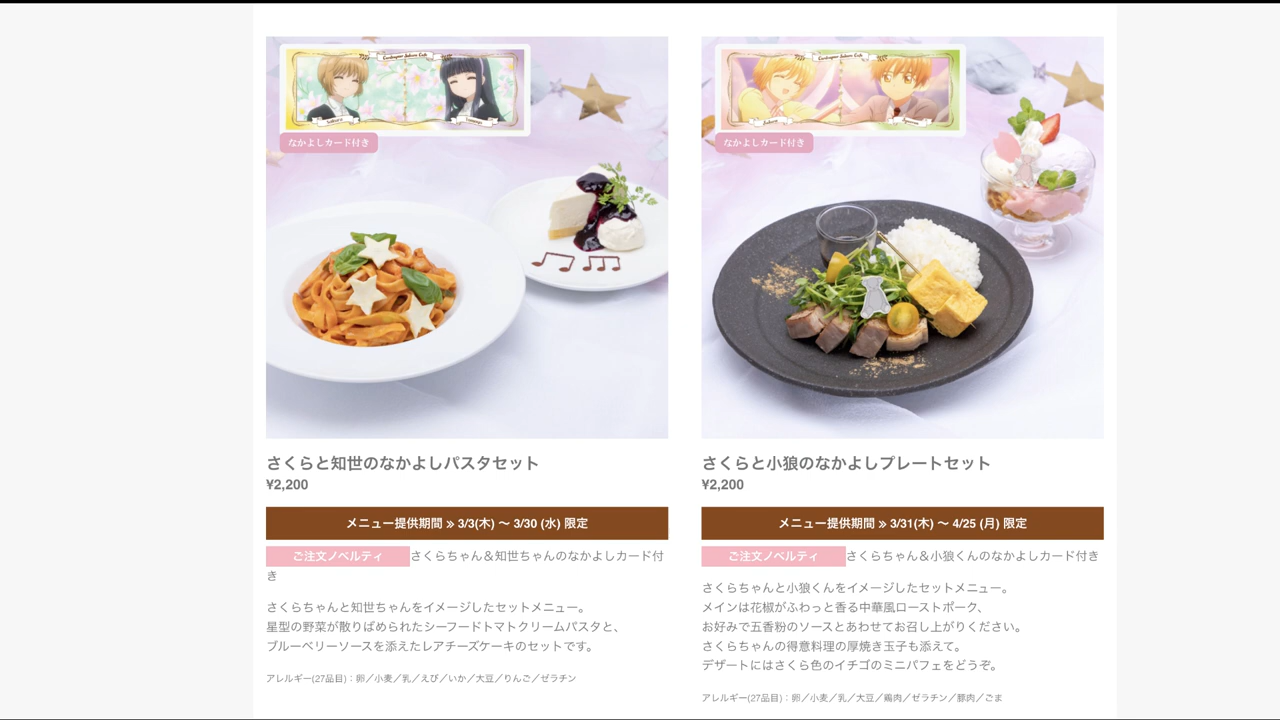 Cardcaptor Sakura Cafe
なかよしカード付き
さくらと知世のなかよしパスタセット
¥2,200
メニュー提供期間 ≫ 3/3(木) 〜 3/30 (水) 限定
ご注文ノベルティ さくらちゃん＆知世ちゃんのなかよしカード付
き
さくらちゃんと知世ちゃんをイメージしたセットメニュー。
星型の野菜が散りばめられたシーフードトマトクリームパスタと、
ブルーベリーソースを添えたレアチーズケーキのセットです。
アレルギー(27品目)：卵／小麦／乳／えび／いか／大豆／りんご／ゼラチン
Cardcaptor Sakura Cafe
なかよしカード付き
さくらと小狼のなかよしプレートセット
¥2,200
メニュー提供期間 ≫ 3/31(木) 〜 4/25 (月) 限定
ご注文ノベルティ さくらちゃん＆小狼くんのなかよしカード付き
さくらちゃんと小狼くんをイメージしたセットメニュー。
メインは花椒がふわっと香る中華風ローストポーク、
お好みで五香粉のソースとあわせてお召し上がりください。
さくらちゃんの得意料理の厚焼き玉子も添えて。
デザートにはさくら色のイチゴのミニパフェをどうぞ。
アレルギー(27品目)：卵／小麦／乳／大豆／鶏肉／ゼラチン／豚肉／ごま